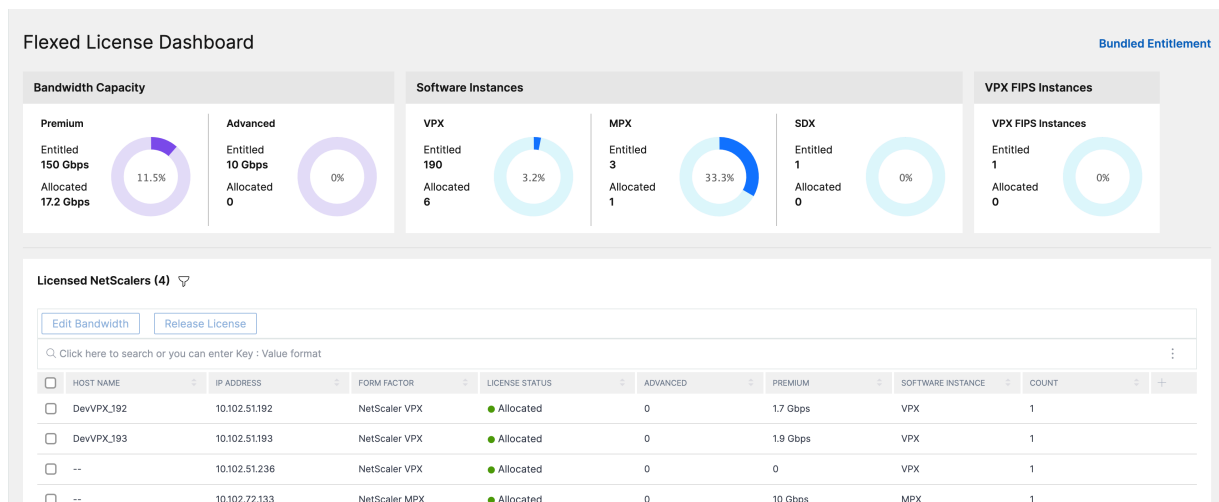 Flexed License Dashboard
Bundled Entitlement
Bandwidth Capacity
Premium
Entitled
150 Gbps
Allocated
17.2 Gbps
11.5%
Advanced
Entitled
10 Gbps
Allocated
0
0%
Software Instances
VPX
Entitled
190
Allocated
6
3.2%
MPX
Entitled
3
Allocated
1
33.3%
SDX
Entitled
1
Allocated
0
0%
VPX FIPS Instances
VPX FIPS Instances
Entitled
1
Allocated
0
0%
Licensed NetScalers (4)
Edit Bandwidth Release License
Click here to search or you can enter Key : Value format
HOST NAME IP ADDRESS FORM FACTOR LICENSE STATUS ADVANCED PREMIUM SOFTWARE INSTANCE COUNT
DevVPX_192 10.102.51.192 NetScaler VPX Allocated 0 1.7 Gbps VPX 1
DevVPX_193 10.102.51.193 NetScaler VPX Allocated 0 1.9 Gbps VPX 1
-- 10.102.51.236 NetScaler VPX Allocated 0 0 VPX 1
-- 10.102.72.133 NetScaler MPX Allocated 0 10 Gbps MPX 1